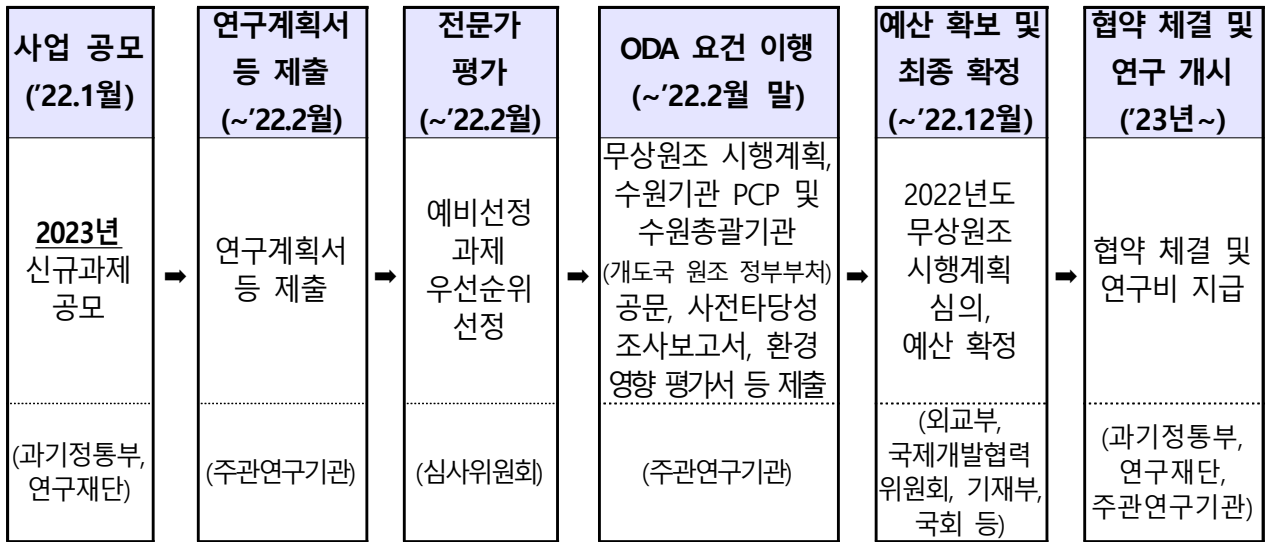 사업 공모
('22.1월)
2023년
신규과제
공모
(과기정통부,
연구재단)
➡
연구계획서
등 제출
(~'22.2월)
연구계획서
등 제출
(주관연구기관)
➡
전문가
평가
(~'22.2월)
예비선정
과제
우선순위
선정
(심사위원회)
➡
ODA 요건 이행
(~'22.2월 말)
무상원조 시행계획,
수원기관 PCP 및
수원총괄기관
(개도국 원조 정부부처)
공문, 사전타당성
조사보고서, 환경
영향 평가서 등 제출
(주관연구기관)
➡
예산 확보 및
최종 확정
(~'22.12월)
2022년도
무상원조
시행계획
심의,
예산 확정
(외교부,
국제개발협력
위원회, 기재부,
국회 등)
➡
협약 체결 및
연구 개시
('23년~)
협약 체결 및
연구비 지급
(과기정통부,
연구재단,
주관연구기관)